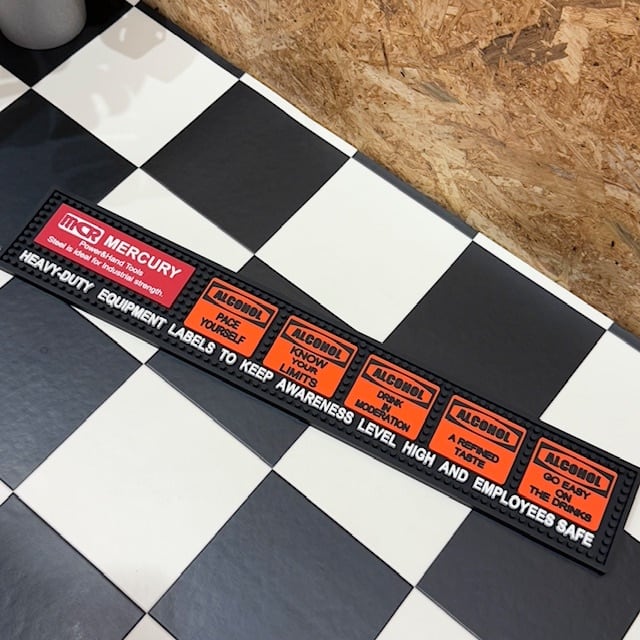 MCR MERCURY
Power&Hand Tools
Steel is ideal for industrial strength.
ALCOHOL
PACE
YOURSELF
ALCOHOL
KNOW
YOUR
LIMITS
ALCOHOL
DRINK
IN
MODERATION
ALCOHOL
A REFINED
TASTE
ALCOHOL
GO EASY
ON
THE DRINKS
HEAVY-DUTY EQUIPMENT LABELS TO KEEP AWARENESS LEVEL HIGH AND EMPLOYEES SAFE